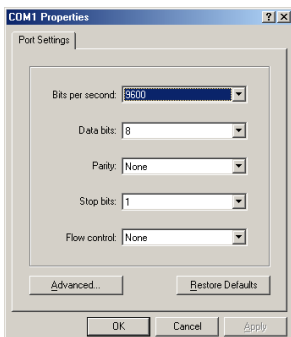 COM1 Properties
Port Settings
Bits per second: 9600
Data bits: 8
Parity: None
Stop bits: 1
Flow control: None
Advanced... Restore Defaults
OK Cancel Apply